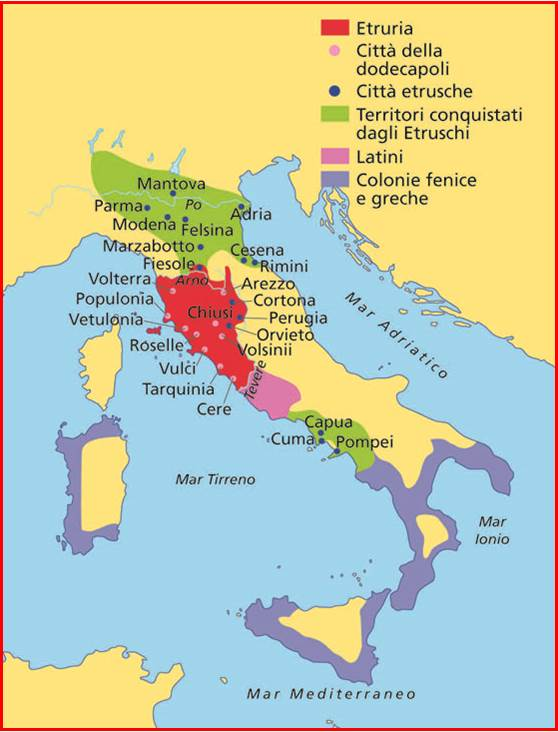 Etruria
Città della
dodecapoli
Città etrusche
Territori conquistati
dagli Etruschi
Latini
Colonie fenice
e greche
Mantova
Parma
Po
Adria
Modena
Felsina
Marzabotto
Cesena
Fiesole
Rimini
Arno
Volterra
Arezzo
Populonia
Cortona
Chiusi
Vetulonia
Perugia
Orvieto
Roselle
Volsinii
Vulci
Tevere
Tarquinia
Cere
Mar Adriatico
Capua
Cuma
Pompei
Mar Tirreno
Mar
Ionio
Mar Mediterraneo